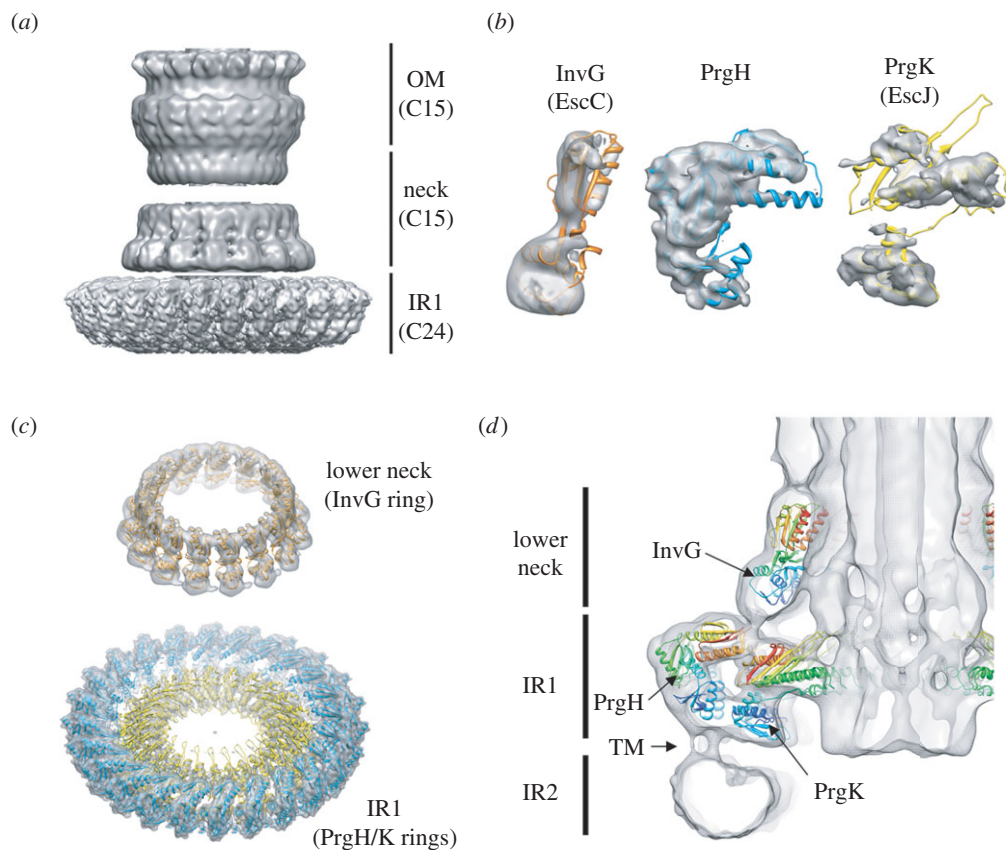 (a)
OM
(C15)
neck
(C15)
IR1
(C24)
(b)
InvG
(EscC)
PrgH
PrgK
(EscJ)
(c)
lower neck
(InvG ring)
IR1
(PrgH/K rings)
(d)
lower
neck
InvG
IR1
PrgH
TM
PrgK
IR2